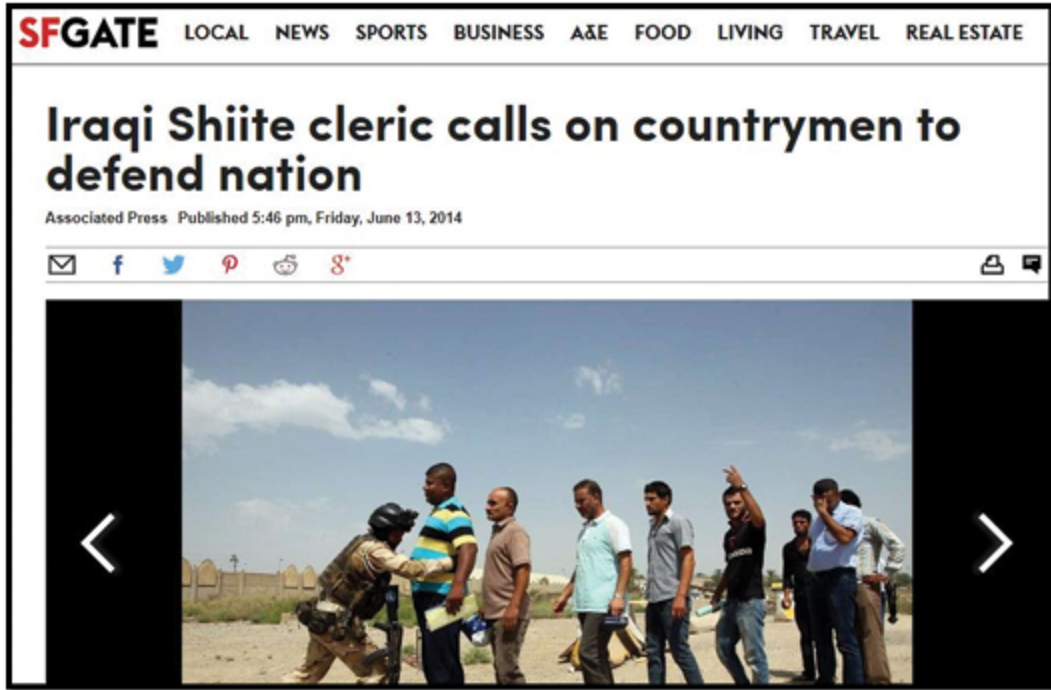 SFGATE LOCAL NEWS SPORTS BUSINESS A&E FOOD LIVING TRAVEL REAL ESTATE
Iraqi Shiite cleric calls on countrymen to
defend nation
Associated Press Published 5:46 pm, Friday, June 13, 2014